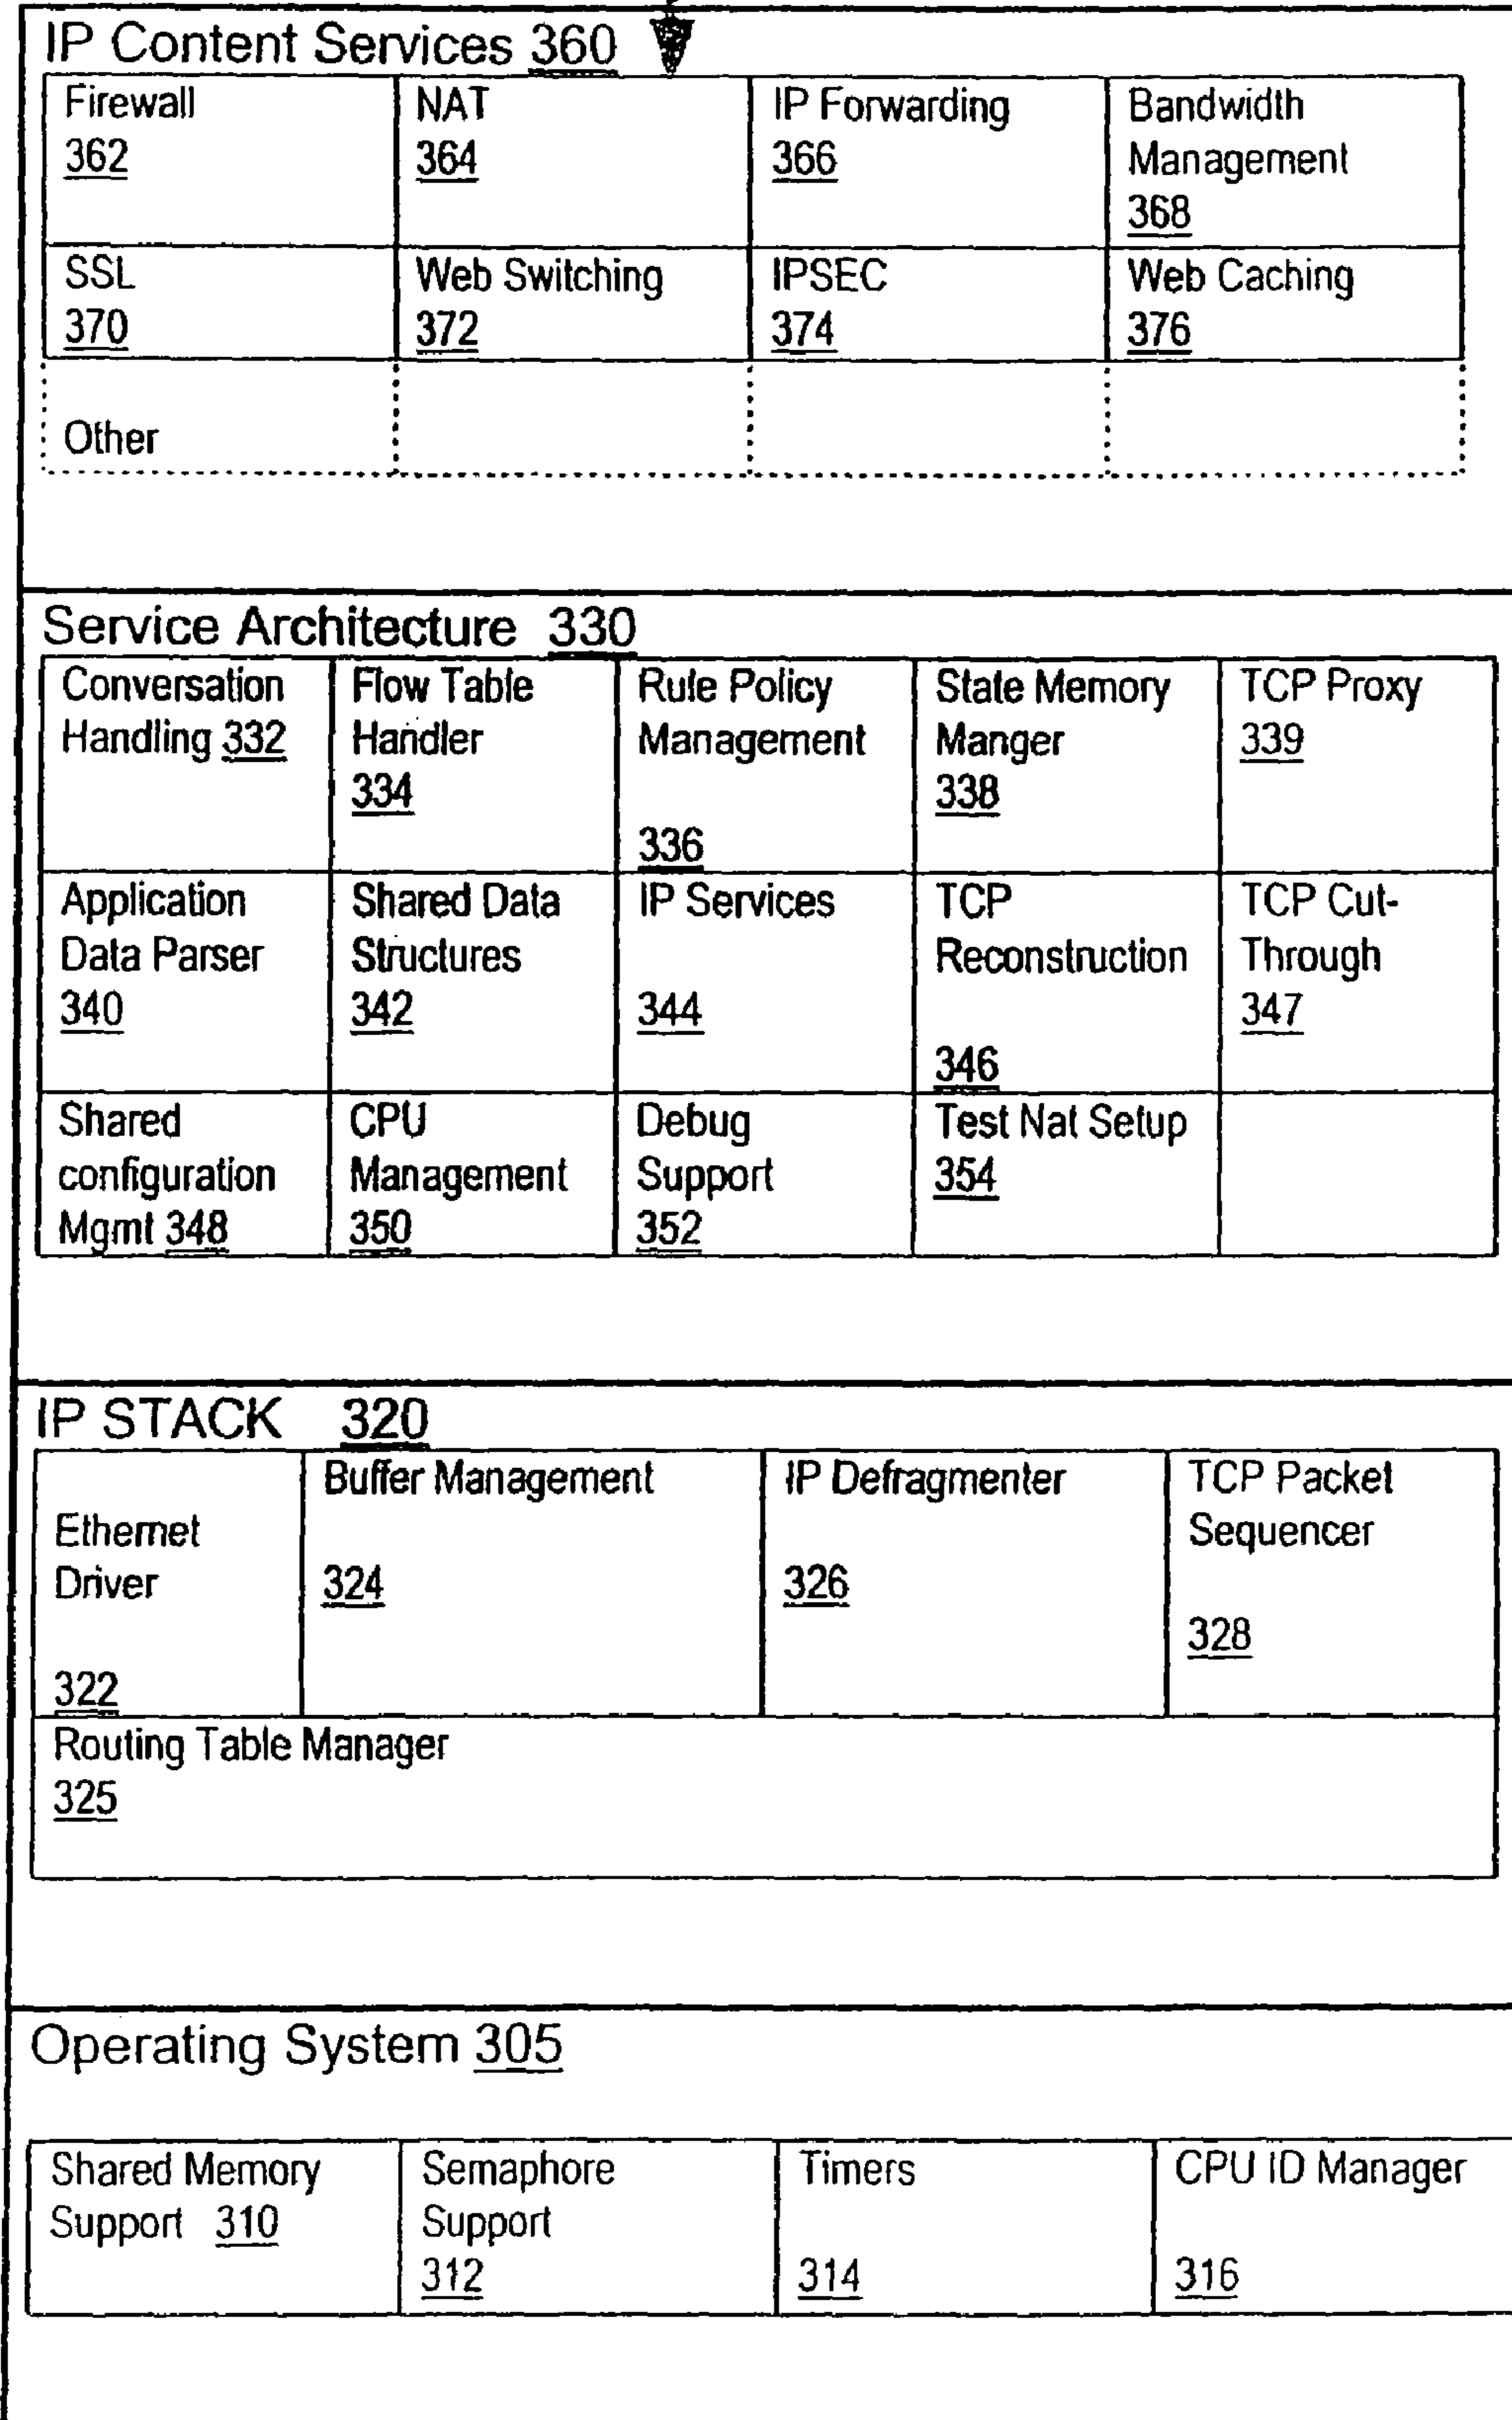 IP Content Services 360
Firewall
362
NAT
364
IP Forwarding
366
Bandwidth
Management
368
SSL
370
Web Switching
372
IPSEC
374
Web Caching
376
Other
Service Architecture 330
Conversation
Handling 332
Flow Table
Handler
334
Rule Policy
Management
336
State Memory
Manger
338
TCP Proxy
339
Application
Data Parser
340
Shared Data
Structures
342
IP Services
344
TCP
Reconstruction
346
TCP Cut-
Through
347
Shared
configuration
Mgmt 348
CPU
Management
350
Debug
Support
352
Test Nat Setup
354
IP STACK 320
Ethernet
Driver
322
Buffer Management
324
IP Defragmenter
326
TCP Packet
Sequencer
328
Routing Table Manager
325
Operating System 305
Shared Memory
Support 310
Semaphore
Support
312
Timers
314
CPU ID Manager
316